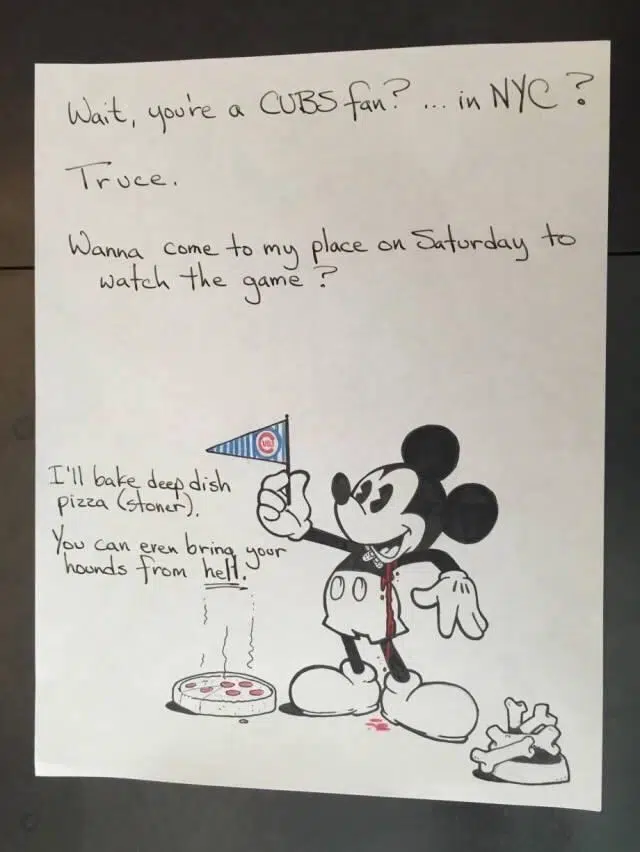 Wait, you're a CUBS fan? ... in NYC?
Truce.
Wanna come to my place on Saturday to
watch the game?
I'll bake deep dish
pizza (stoner).
You can even bring your
hounds from hell.
CUBS